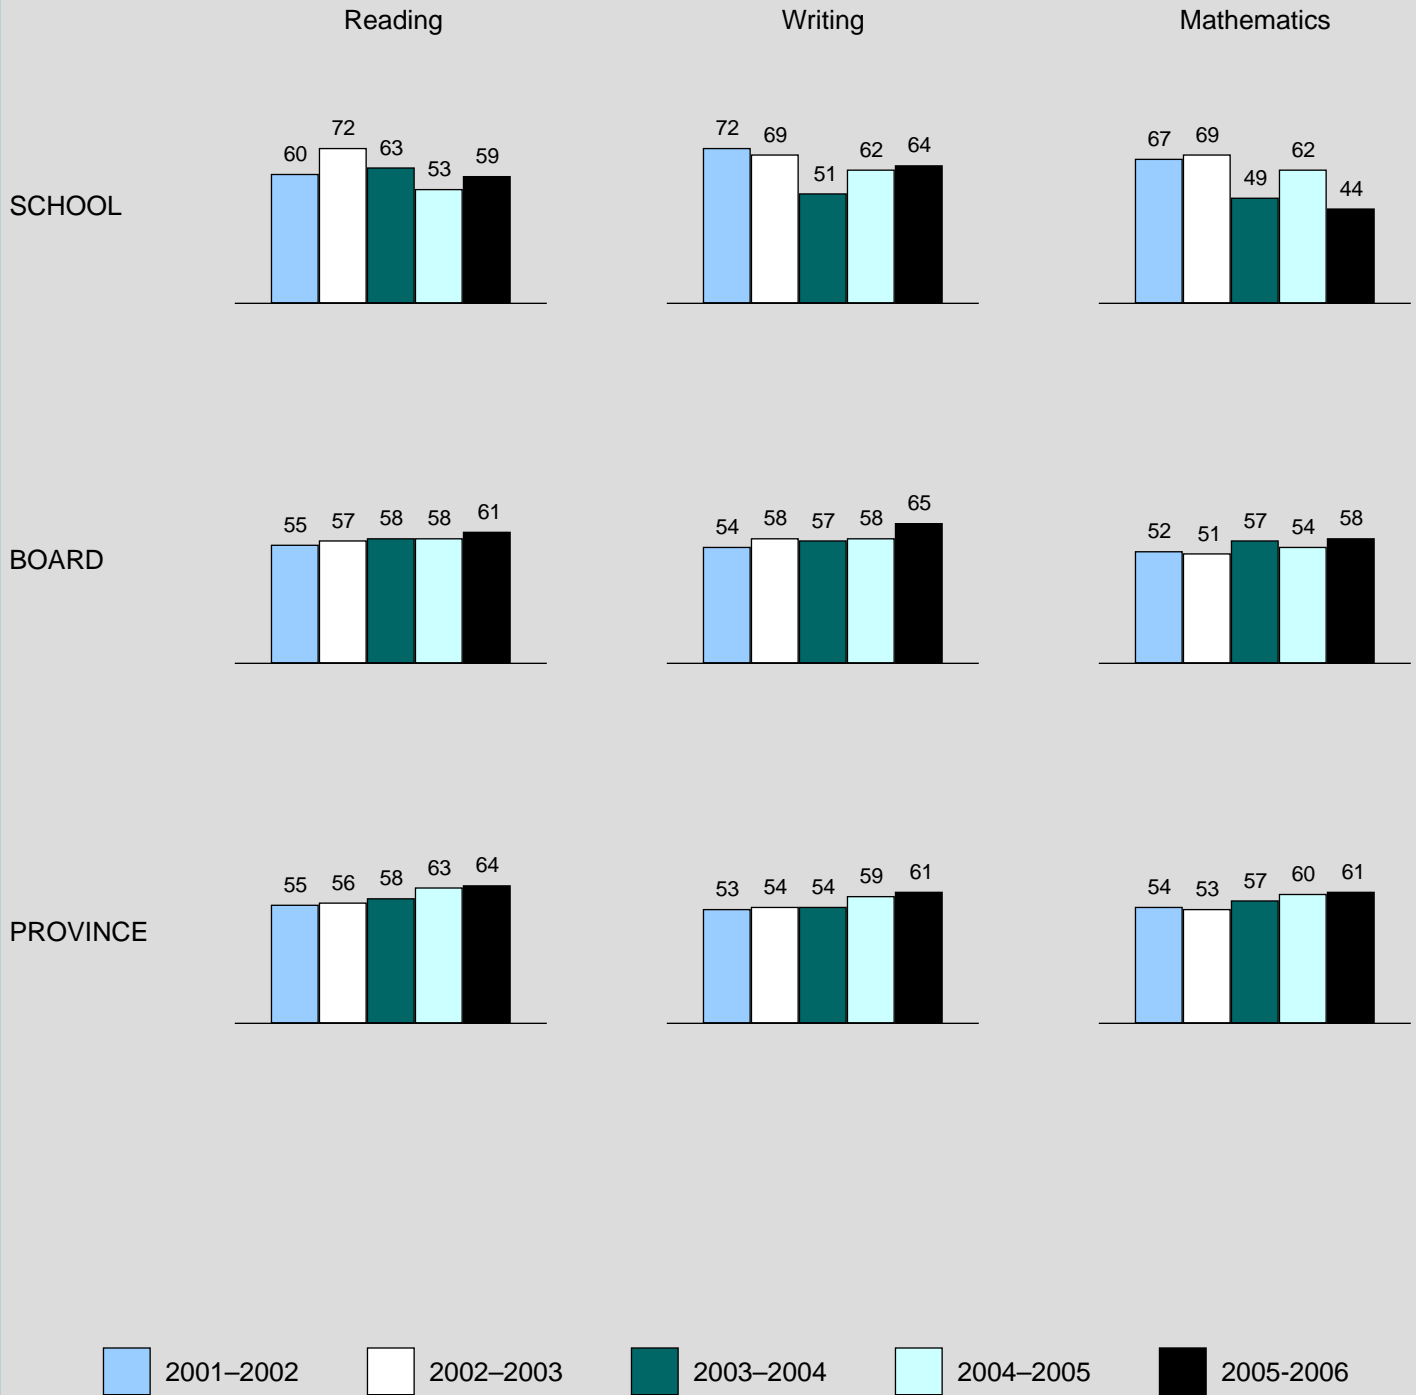 Reading Writing Mathematics
SCHOOL
60 72 63 53 59
72 69 51 62 64
67 69 49 62 44
BOARD
55 57 58 58 61
54 58 57 58 65
52 51 57 54 58
PROVINCE
55 56 58 63 64
53 54 54 59 61
54 53 57 60 61
2001–2002 2002–2003 2003–2004 2004–2005 2005-2006